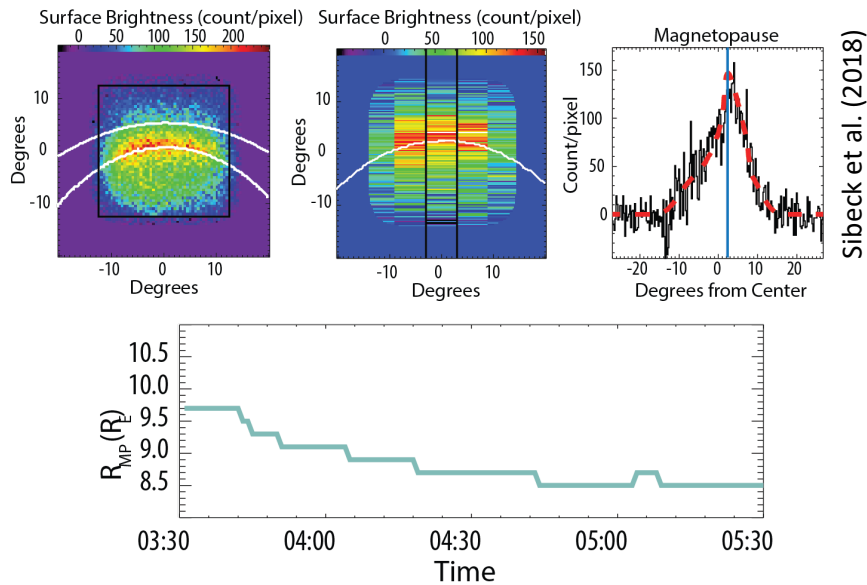 Surface Brightness (count/pixel)
0 50 100 150 200
Degrees
10
0
-10
-10 0 10
Degrees
Surface Brightness (count/pixel)
0 50 100 150
Degrees
10
0
-10
-10 0 10
Degrees
Magnetopause
Count/pixel
150
100
50
0
-20 -10 0 10 20
Degrees from Center
Sibeck et al. (2018)
R_MP (R_E)
10.5
10.0
9.5
9.0
8.5
03:30 04:00 04:30 05:00 05:30
Time